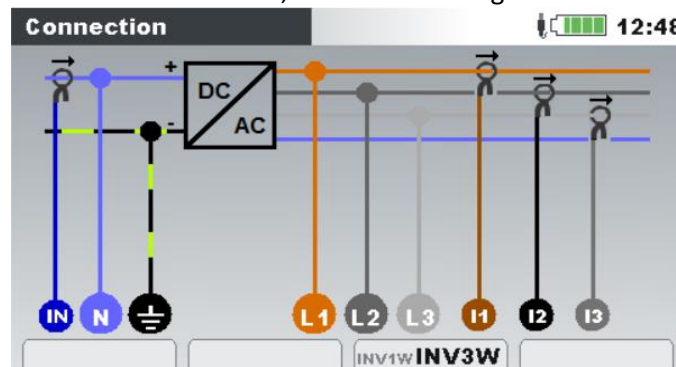 Connection 12:48
+
DC
AC
-
IN N L1 L2 L3 I1 I2 I3
INV1W INV3W